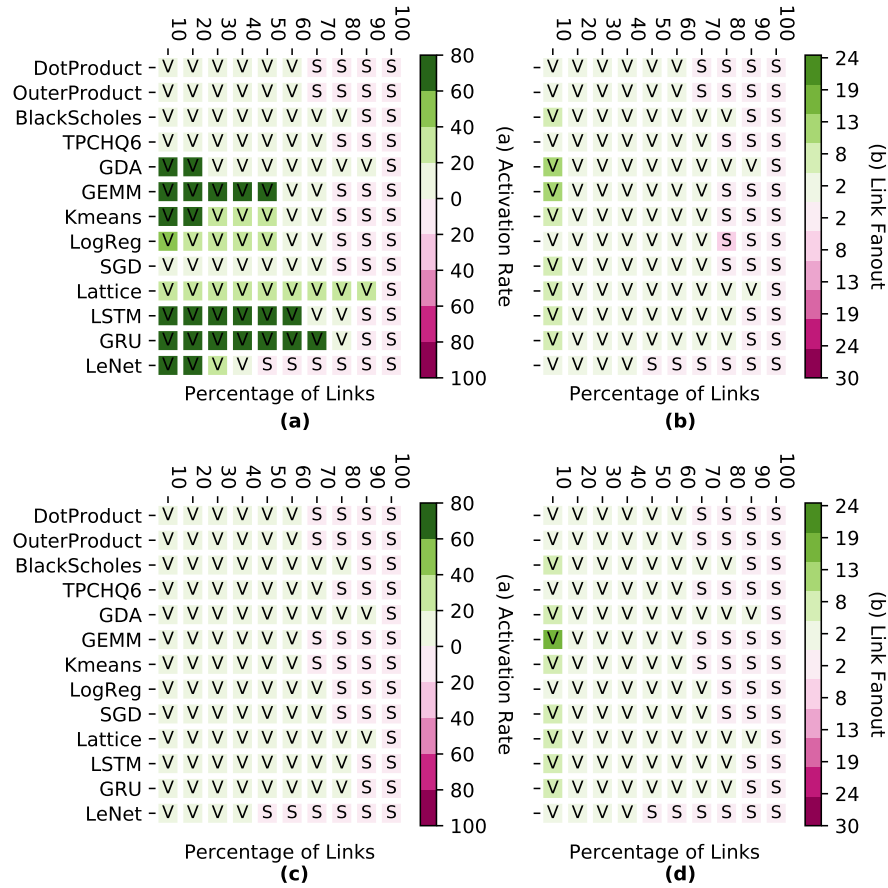 10 20 30 40 50 60 70 80 90 100
DotProduct V V V V V V S S S S
OuterProduct V V V V V V S S S S
BlackScholes V V V V V V V V S S
TPCHQ6 V V V V V V V S S S
GDA V V V V V V V V V S
GEMM V V V V V V V S S S
Kmeans V V V V V V V S S S
LogReg V V V V V V V S S S
SGD V V V V V V V S S S
Lattice V V V V V V V V V S
LSTM V V V V V V V V S S
GRU V V V V V V V V S S
LeNet V V V V S S S S S S
Percentage of Links
(a)
80
60
40
20
0
20
40
60
80
100
(a) Activation Rate
10 20 30 40 50 60 70 80 90 100
V V V V V V S S S S
V V V V V V S S S S
V V V V V V V V S S
V V V V V V V S S S
V V V V V V V V V S
V V V V V V V S S S
V V V V V V V S S S
V V V V V V V S S S
V V V V V V V S S S
V V V V V V V V V S
V V V V V V V V S S
V V V V V V V V S S
V V V V S S S S S S
Percentage of Links
(b)
24
19
13
8
2
2
8
13
19
24
30
(b) Link Fanout
10 20 30 40 50 60 70 80 90 100
DotProduct V V V V V V S S S S
OuterProduct V V V V V V S S S S
BlackScholes V V V V V V V V S S
TPCHQ6 V V V V V V V S S S
GDA V V V V V V V V V S
GEMM V V V V V V S S S S
Kmeans V V V V V V S S S S
LogReg V V V V V V V S S S
SGD V V V V V V V S S S
Lattice V V V V V V V V V S
LSTM V V V V V V V V S S
GRU V V V V V V V V S S
LeNet V V V V S S S S S S
Percentage of Links
(c)
80
60
40
20
0
20
40
60
80
100
(a) Activation Rate
10 20 30 40 50 60 70 80 90 100
V V V V V V S S S S
V V V V V V S S S S
V V V V V V V V S S
V V V V V V S S S S
V V V V V V V V V S
V V V V V V S S S S
V V V V V V S S S S
V V V V V V V S S S
V V V V V V V S S S
V V V V V V V V V S
V V V V V V V V S S
V V V V V V V V S S
V V V V S S S S S S
Percentage of Links
(d)
24
19
13
8
2
2
8
13
19
24
30
(b) Link Fanout